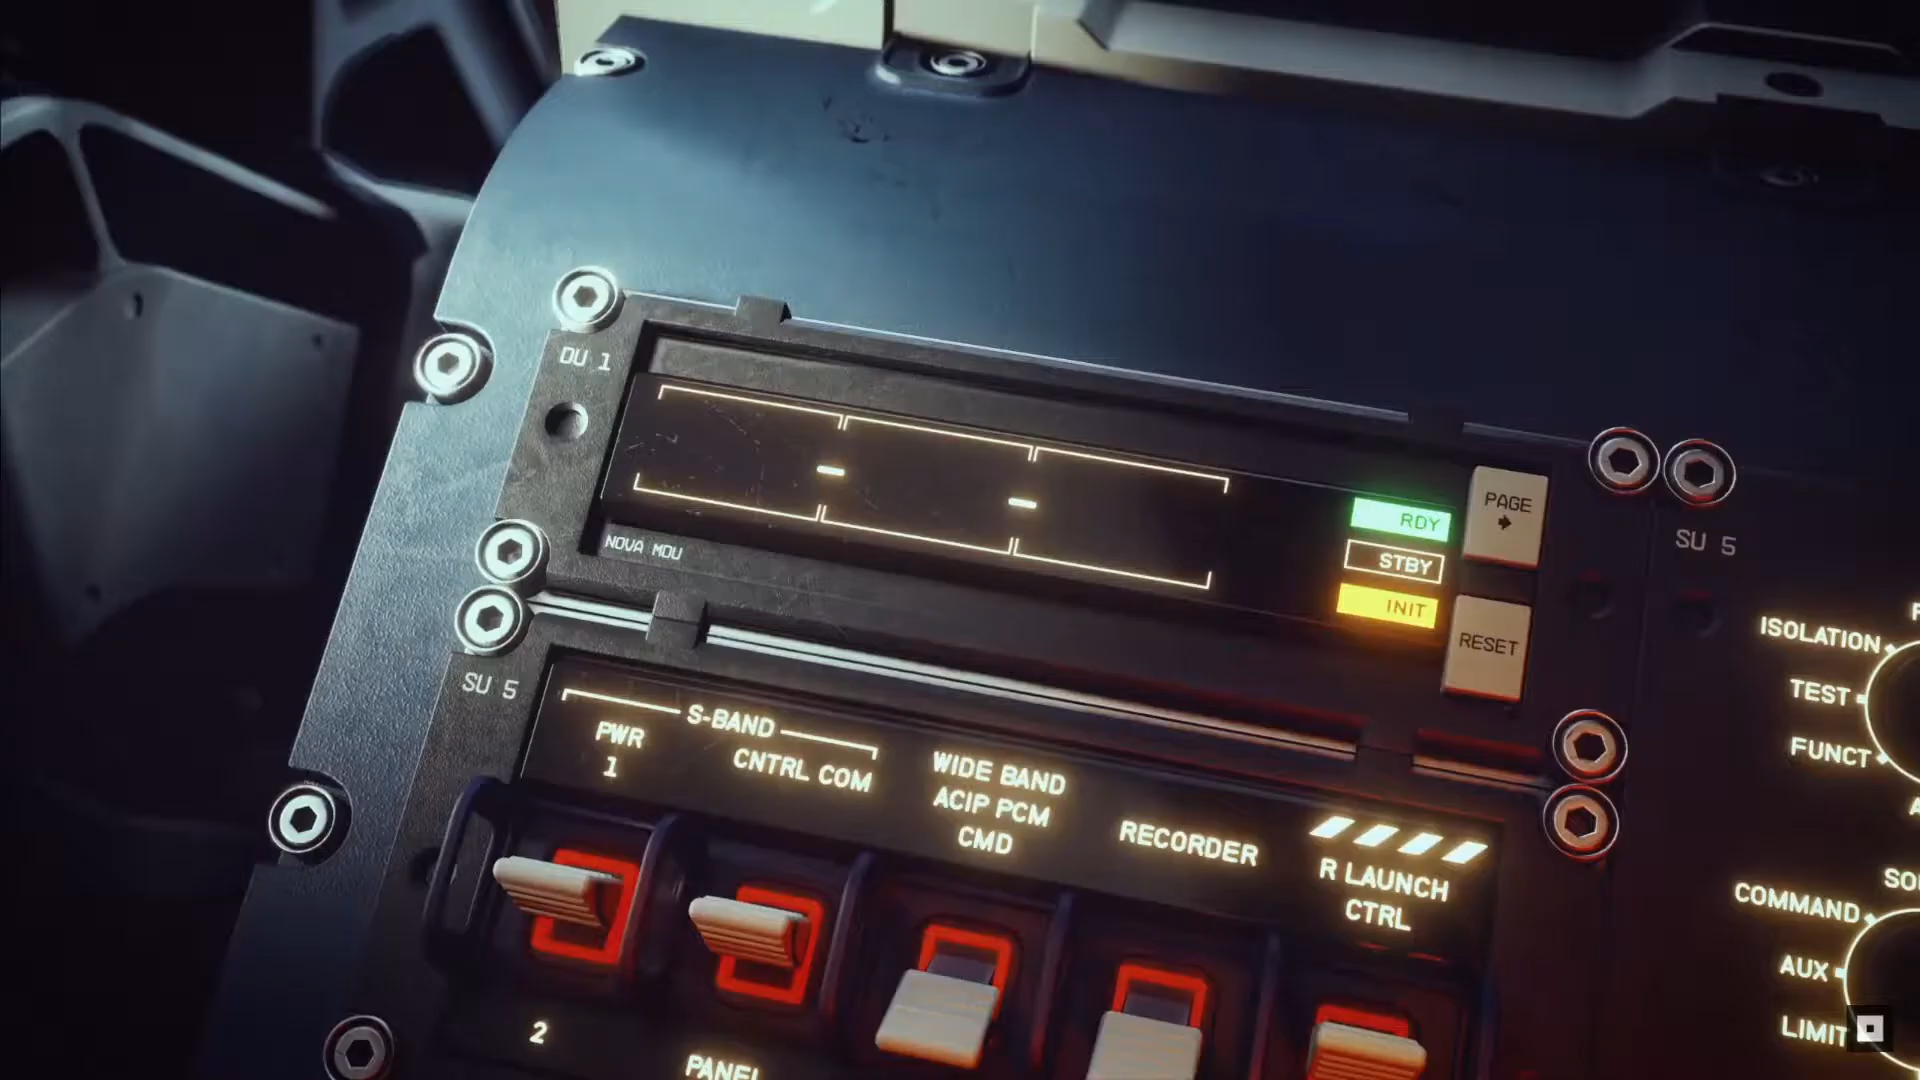 DU 1
RDY
STBY
INIT
PAGE
RESET
NOVA MDU
SU 5
SU 5
S-BAND
PWR
1
CNTRL COM
WIDE BAND
ACIP PCM
CMD
RECORDER
R LAUNCH
CTRL
2
PANEL
ISOLATION
TEST
FUNCT
COMMAND
AUX
LIMIT